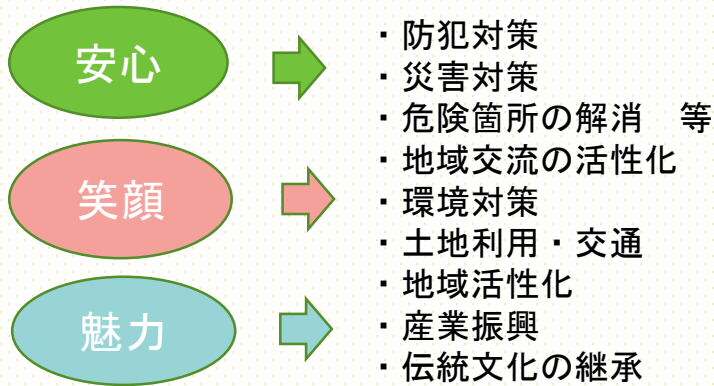 安心
・防犯対策
・災害対策
・危険箇所の解消　等
笑顔
・地域交流の活性化
・環境対策
・土地利用・交通
魅力
・地域活性化
・産業振興
・伝統文化の継承